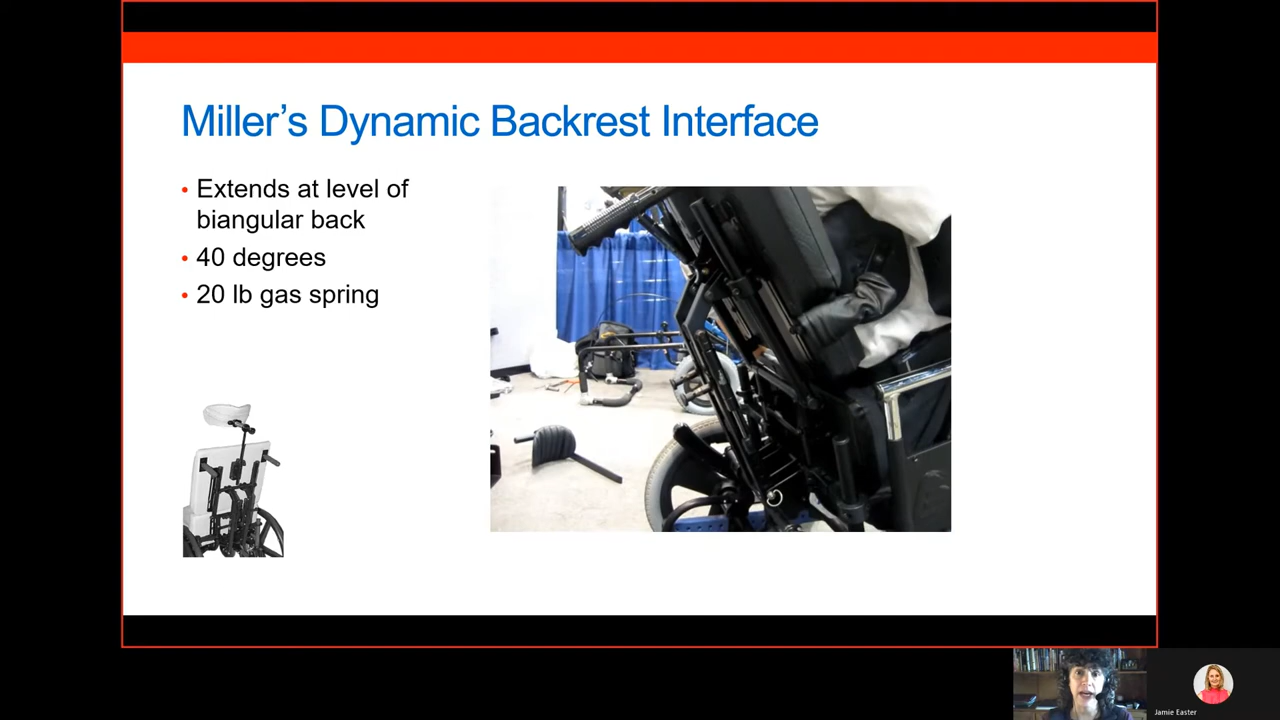 Miller's Dynamic Backrest Interface
• Extends at level of
biangular back
• 40 degrees
• 20 lb gas spring
Jamie Easter